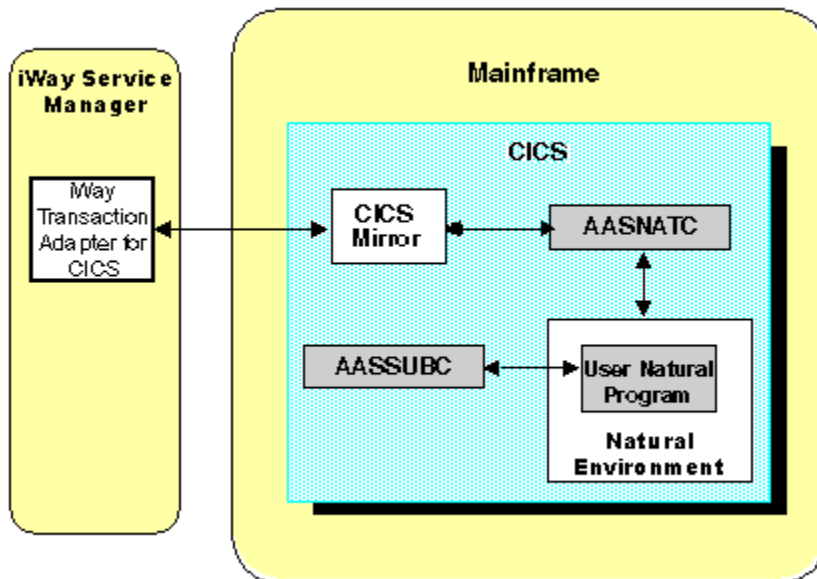 iWay Service
Manager
iWay
Transaction
Adapter for
CICS
Mainframe
CICS
CICS
Mirror
AASNATC
AASSUBC
User Natural
Program
Natural
Environment